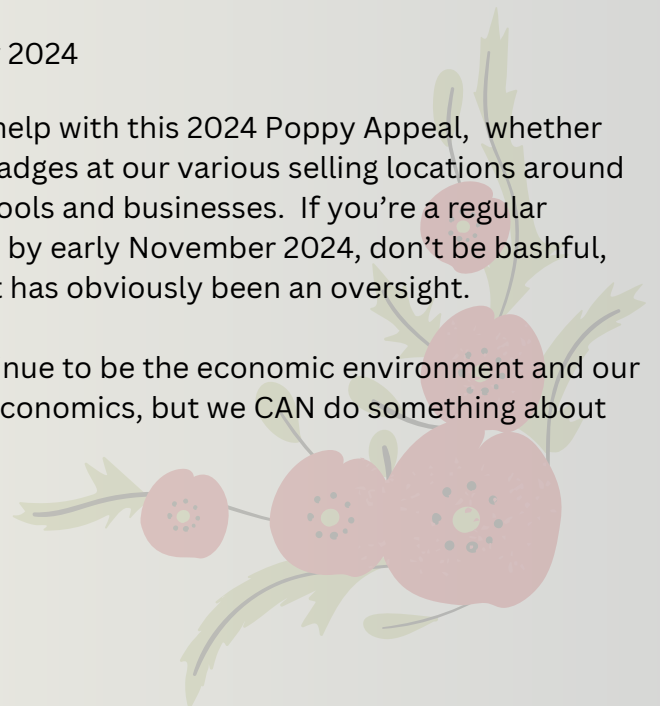 2024
help with this 2024 Poppy Appeal,  whether
adges at our various selling locations around
ools and businesses.  If you’re a regular
by early November 2024, don’t be bashful,
t has obviously been an oversight.
nue to be the economic environment and our
conomics, but we CAN do something about